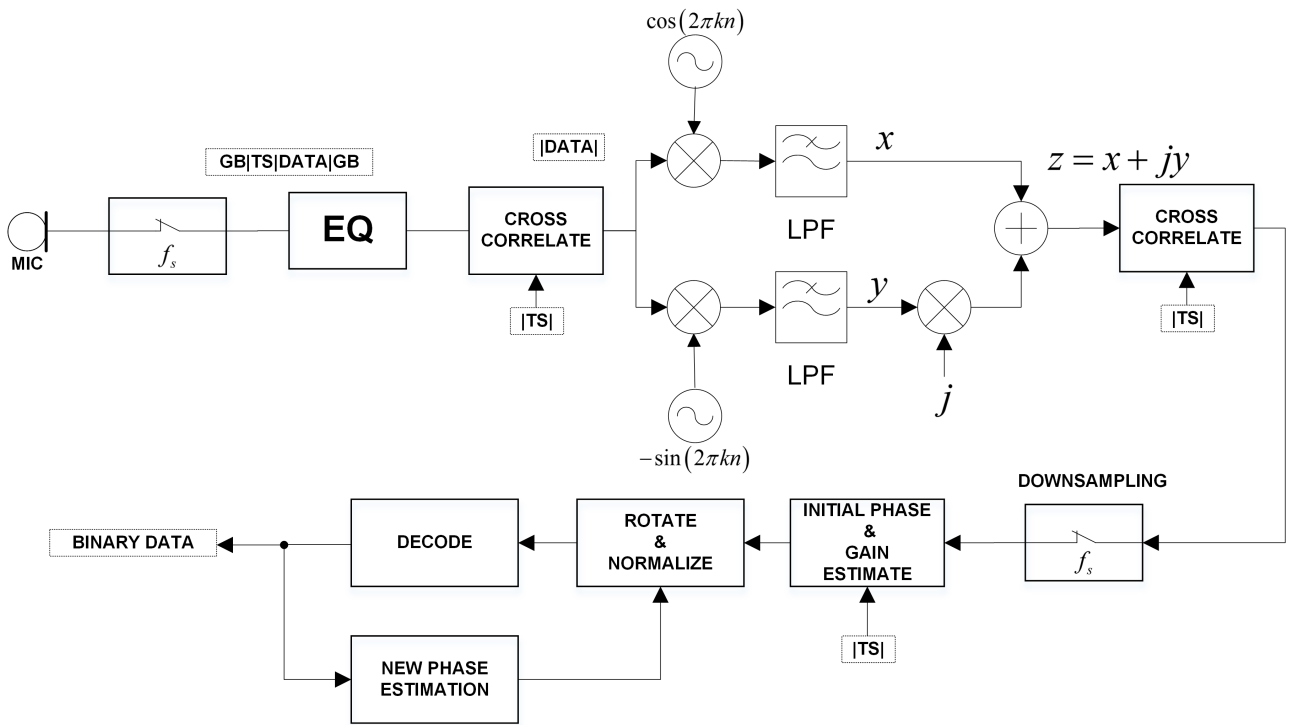 cos(2πkn)
|DATA|
GB|TS|DATA|GB
x
z = x + jy
MIC
f_s
EQ
CROSS
CORRELATE
LPF
CROSS
CORRELATE
|TS|
y
|TS|
LPF
j
−sin(2πkn)
DOWNSAMPLING
BINARY DATA
DECODE
ROTATE
&
NORMALIZE
INITIAL PHASE
&
GAIN
ESTIMATE
f_s
|TS|
NEW PHASE
ESTIMATION